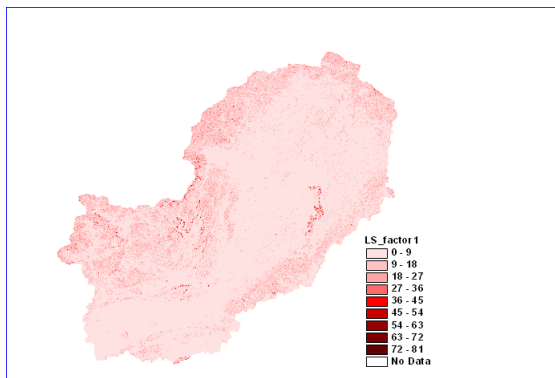 LS_factor1
0 - 9
9 - 18
18 - 27
27 - 36
36 - 45
45 - 54
54 - 63
63 - 72
72 - 81
No Data